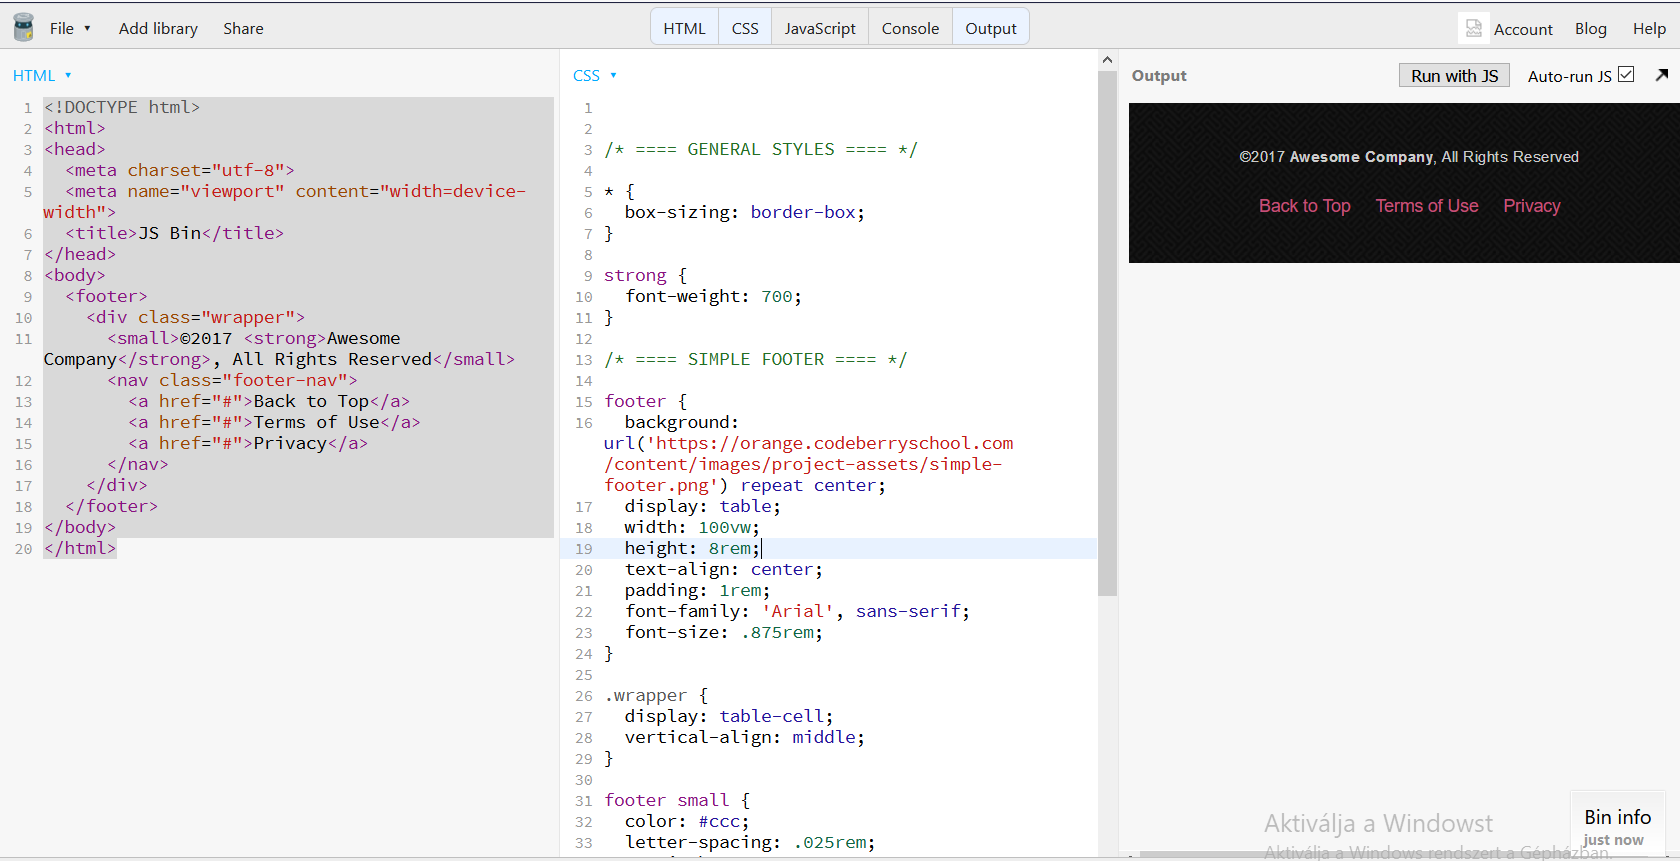 File ▾ Add library Share HTML CSS JavaScript Console Output Account Blog Help
HTML ▾
1 <!DOCTYPE html>
2 <html>
3 <head>
4 <meta charset="utf-8">
5 <meta name="viewport" content="width=device-
width">
6 <title>JS Bin</title>
7 </head>
8 <body>
9 <footer>
10 <div class="wrapper">
11 <small>©2017 <strong>Awesome
Company</strong>, All Rights Reserved</small>
12 <nav class="footer-nav">
13 <a href="#">Back to Top</a>
14 <a href="#">Terms of Use</a>
15 <a href="#">Privacy</a>
16 </nav>
17 </div>
18 </footer>
19 </body>
20 </html>
CSS ▾
1
2
3 /* ==== GENERAL STYLES ==== */
4
5 * {
6 box-sizing: border-box;
7 }
8
9 strong {
10 font-weight: 700;
11 }
12
13 /* ==== SIMPLE FOOTER ==== */
14
15 footer {
16 background:
url('https://orange.codeberryschool.com
/content/images/project-assets/simple-
footer.png') repeat center;
17 display: table;
18 width: 100vw;
19 height: 8rem;
20 text-align: center;
21 padding: 1rem;
22 font-family: 'Arial', sans-serif;
23 font-size: .875rem;
24 }
25
26 .wrapper {
27 display: table-cell;
28 vertical-align: middle;
29 }
30
31 footer small {
32 color: #ccc;
33 letter-spacing: .025rem;
Output Run with JS Auto-run JS
©2017 Awesome Company, All Rights Reserved
Back to Top Terms of Use Privacy
Aktiválja a Windowst
Aktiválja a Windows rendszert a Gépházban.
Bin info
just now